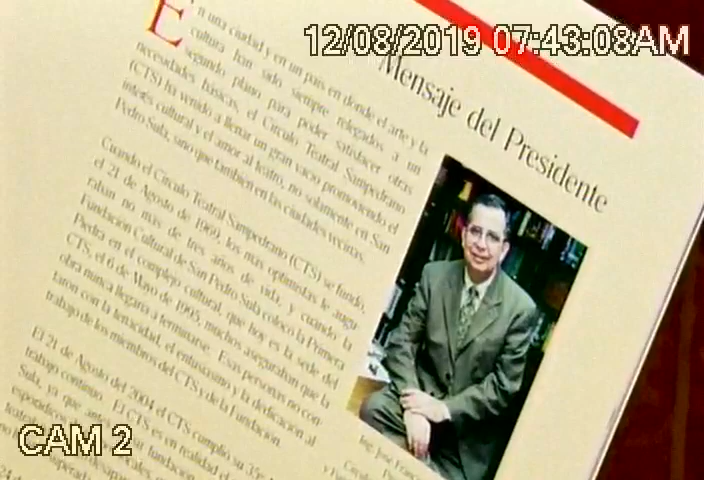 12/08/2019 07:43:08AM
Mensaje del Presidente
En una ciudad y en un país en donde el arte y la
cultura han sido siempre relegados a un
segundo plano para poder satisfacer otras
necesidades básicas, el Círculo Teatral Sampedrano
(CTS) ha venido a llenar un gran vacío promoviendo el
interés cultural y el amor al teatro, no solamente en San
Pedro Sula, sino que también en las ciudades vecinas.
Cuando el Círculo Teatral Sampedrano (CTS) se fundó,
el 21 de Agosto de 1969, los más optimistas le augu-
raban no más de tres años de vida, y cuando la
Fundación Cultural de San Pedro Sula colocó la Primera
Piedra en el complejo cultural, que hoy es la sede del
CTS, el 6 de Mayo de 1995, muchos aseguraban que la
obra nunca llegaría a terminarse. Esas personas no con-
taron con la tenacidad, el entusiasmo y la dedicación al
trabajo de los miembros del CTS y de la Fundación.
El 21 de Agosto del 2004 el CTS cumplió su 35
trabajo continuo. El CTS es en realidad el
Sula, ya que
fundación
Ing. José
CAM 2